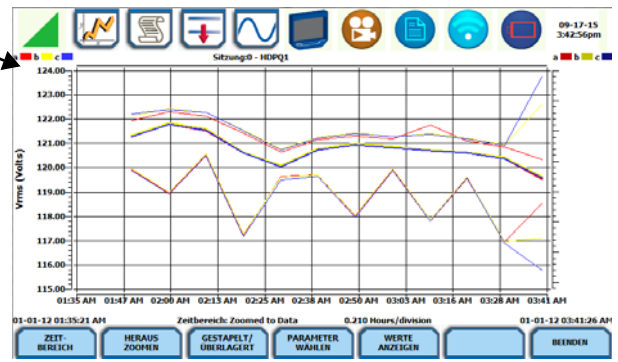 09-17-15
3:42:56pm
a b c
Sitzung:0 - HDPQ1
a b c
124.00
123.00
122.00
121.00
120.00
119.00
118.00
117.00
116.00
115.00
Vrms (Volts)
01:35 AM 01:47 AM 02:00 AM 02:13 AM 02:25 AM 02:38 AM 02:50 AM 03:03 AM 03:16 AM 03:28 AM 03:41 AM
01-01-12 01:35:21 AM Zeitbereich: Zoomed to Data 0.210 Hours/division 01-01-12 03:41:26 AM
ZEIT-
BEREICH
HERAUS
ZOOMEN
GESTAPELT/
ÜBERLAGERT
PARAMETER
WÄHLEN
WERTE
ANZEIGEN
BEENDEN